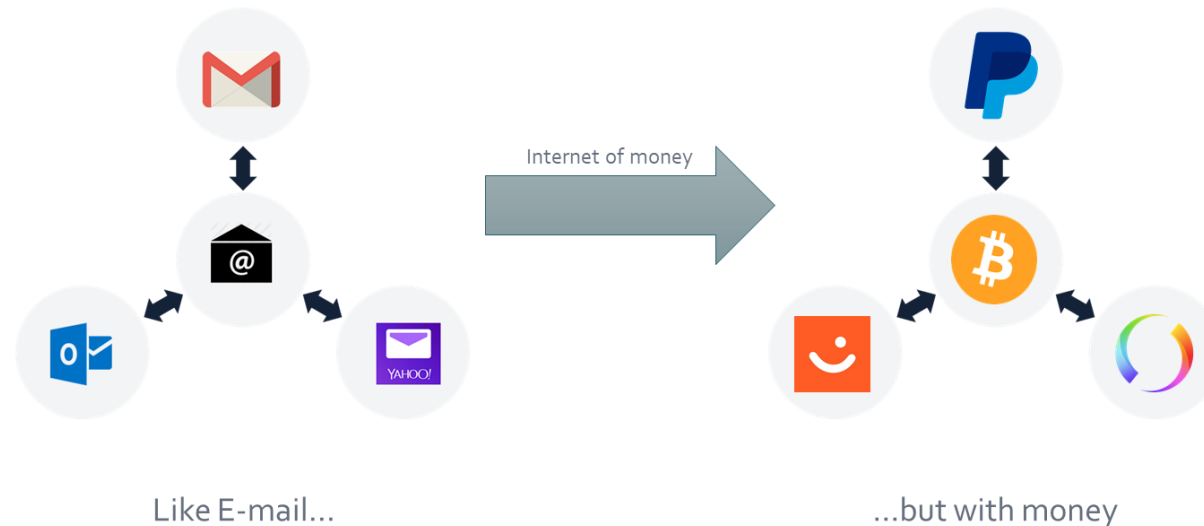 Internet of money
@
O
YAHOO!
Like E-mail...
...but with money